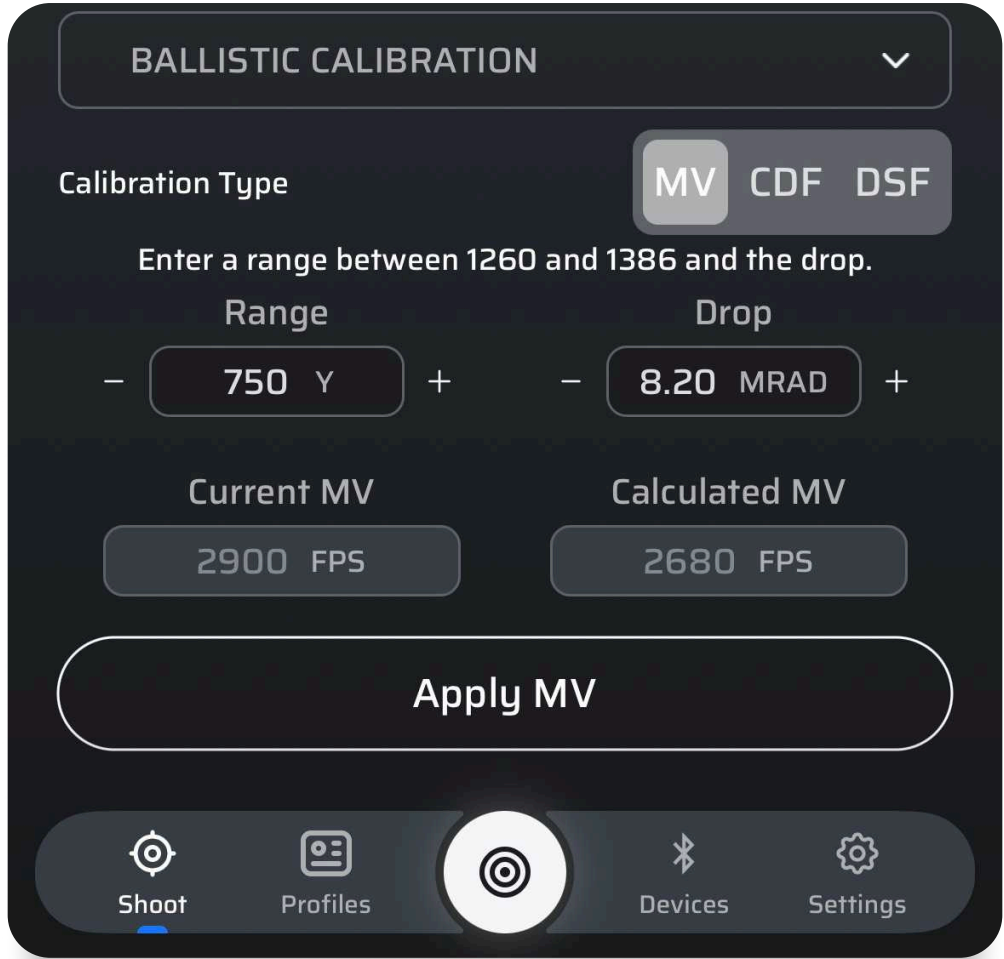 BALLISTIC CALIBRATION
Calibration Type MV CDF DSF
Enter a range between 1260 and 1386 and the drop.
Range Drop
− 750 Y + − 8.20 MRAD +
Current MV Calculated MV
2900 FPS 2680 FPS
Apply MV
Shoot Profiles Devices Settings